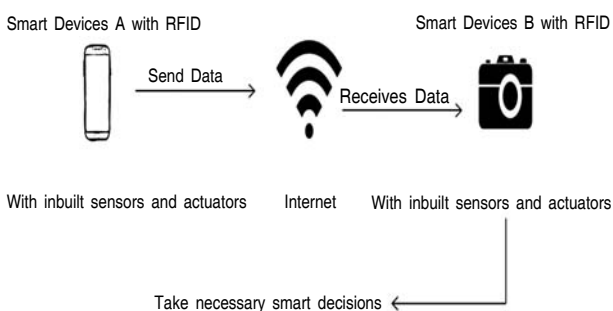 Smart Devices A with RFID
Smart Devices B with RFID
Send Data
Receives Data
With inbuilt sensors and actuators
Internet
With inbuilt sensors and actuators
Take necessary smart decisions